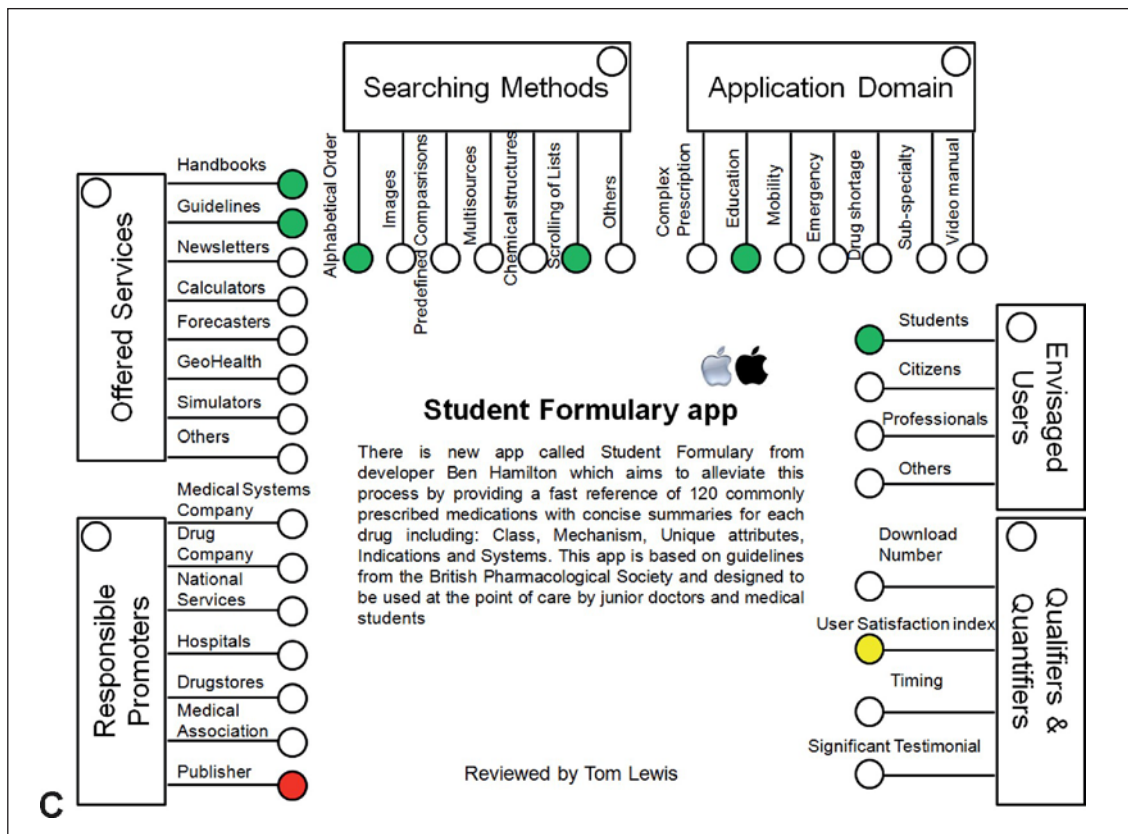 Searching Methods
Alphabetical Order
Images
Predefined Compasrisons
Multisources
Chemical structures
Scrolling of Lists
Others
Application Domain
Complex
Prescription
Education
Mobility
Emergency
Drug shortage
Sub-specialty
Video manual
Offered Services
Handbooks
Guidelines
Newsletters
Calculators
Forecasters
GeoHealth
Simulators
Others
Responsible
Promoters
Medical Systems
Company
Drug
Company
National
Services
Hospitals
Drugstores
Medical
Association
Publisher
Student Formulary app
There is new app called Student Formulary from
developer Ben Hamilton which aims to alleviate this
process by providing a fast reference of 120 commonly
prescribed medications with concise summaries for each
drug including: Class, Mechanism, Unique attributes,
Indications and Systems. This app is based on guidelines
from the British Pharmacological Society and designed to
be used at the point of care by junior doctors and medical
students
Reviewed by Tom Lewis
Envisaged
Users
Students
Citizens
Professionals
Others
Qualifiers &
Quantifiers
Download
Number
User Satisfaction index
Timing
Significant Testimonial
C